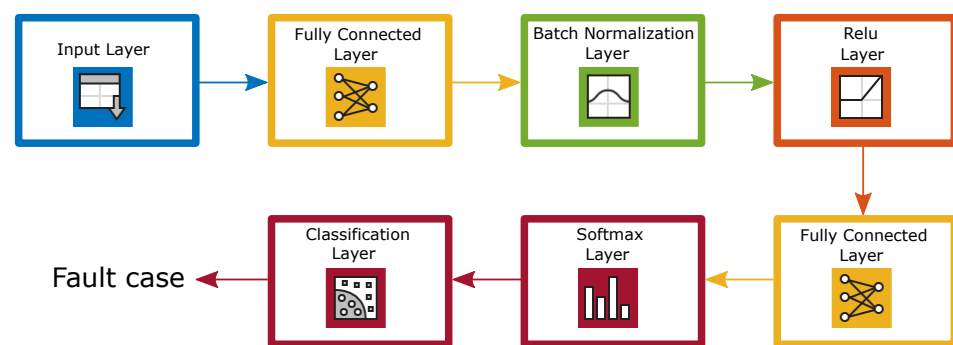 Input Layer
Fully Connected
Layer
Batch Normalization
Layer
Relu
Layer
Classification
Layer
Softmax
Layer
Fully Connected
Layer
Fault case